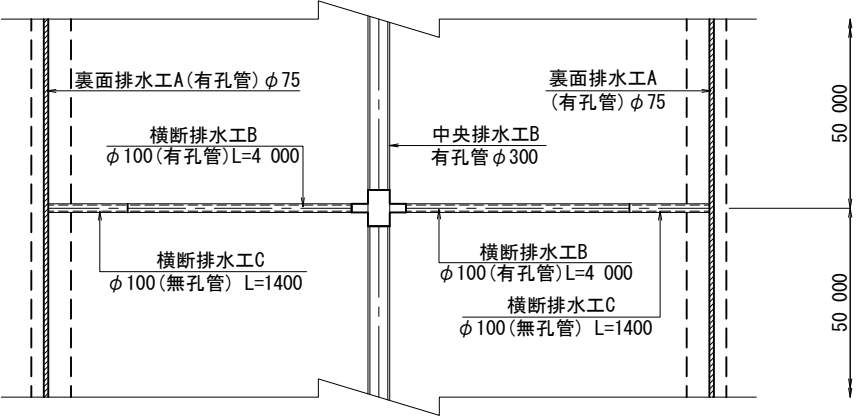 裏面排水工A(有孔管)φ75
裏面排水工A
(有孔管)φ75
横断排水工B
φ100(有孔管)L=4 000
中央排水工B
有孔管φ300
50 000
横断排水工C
φ100(無孔管) L=1400
横断排水工B
φ100(有孔管)L=4 000
横断排水工C
φ100(無孔管) L=1400
50 000